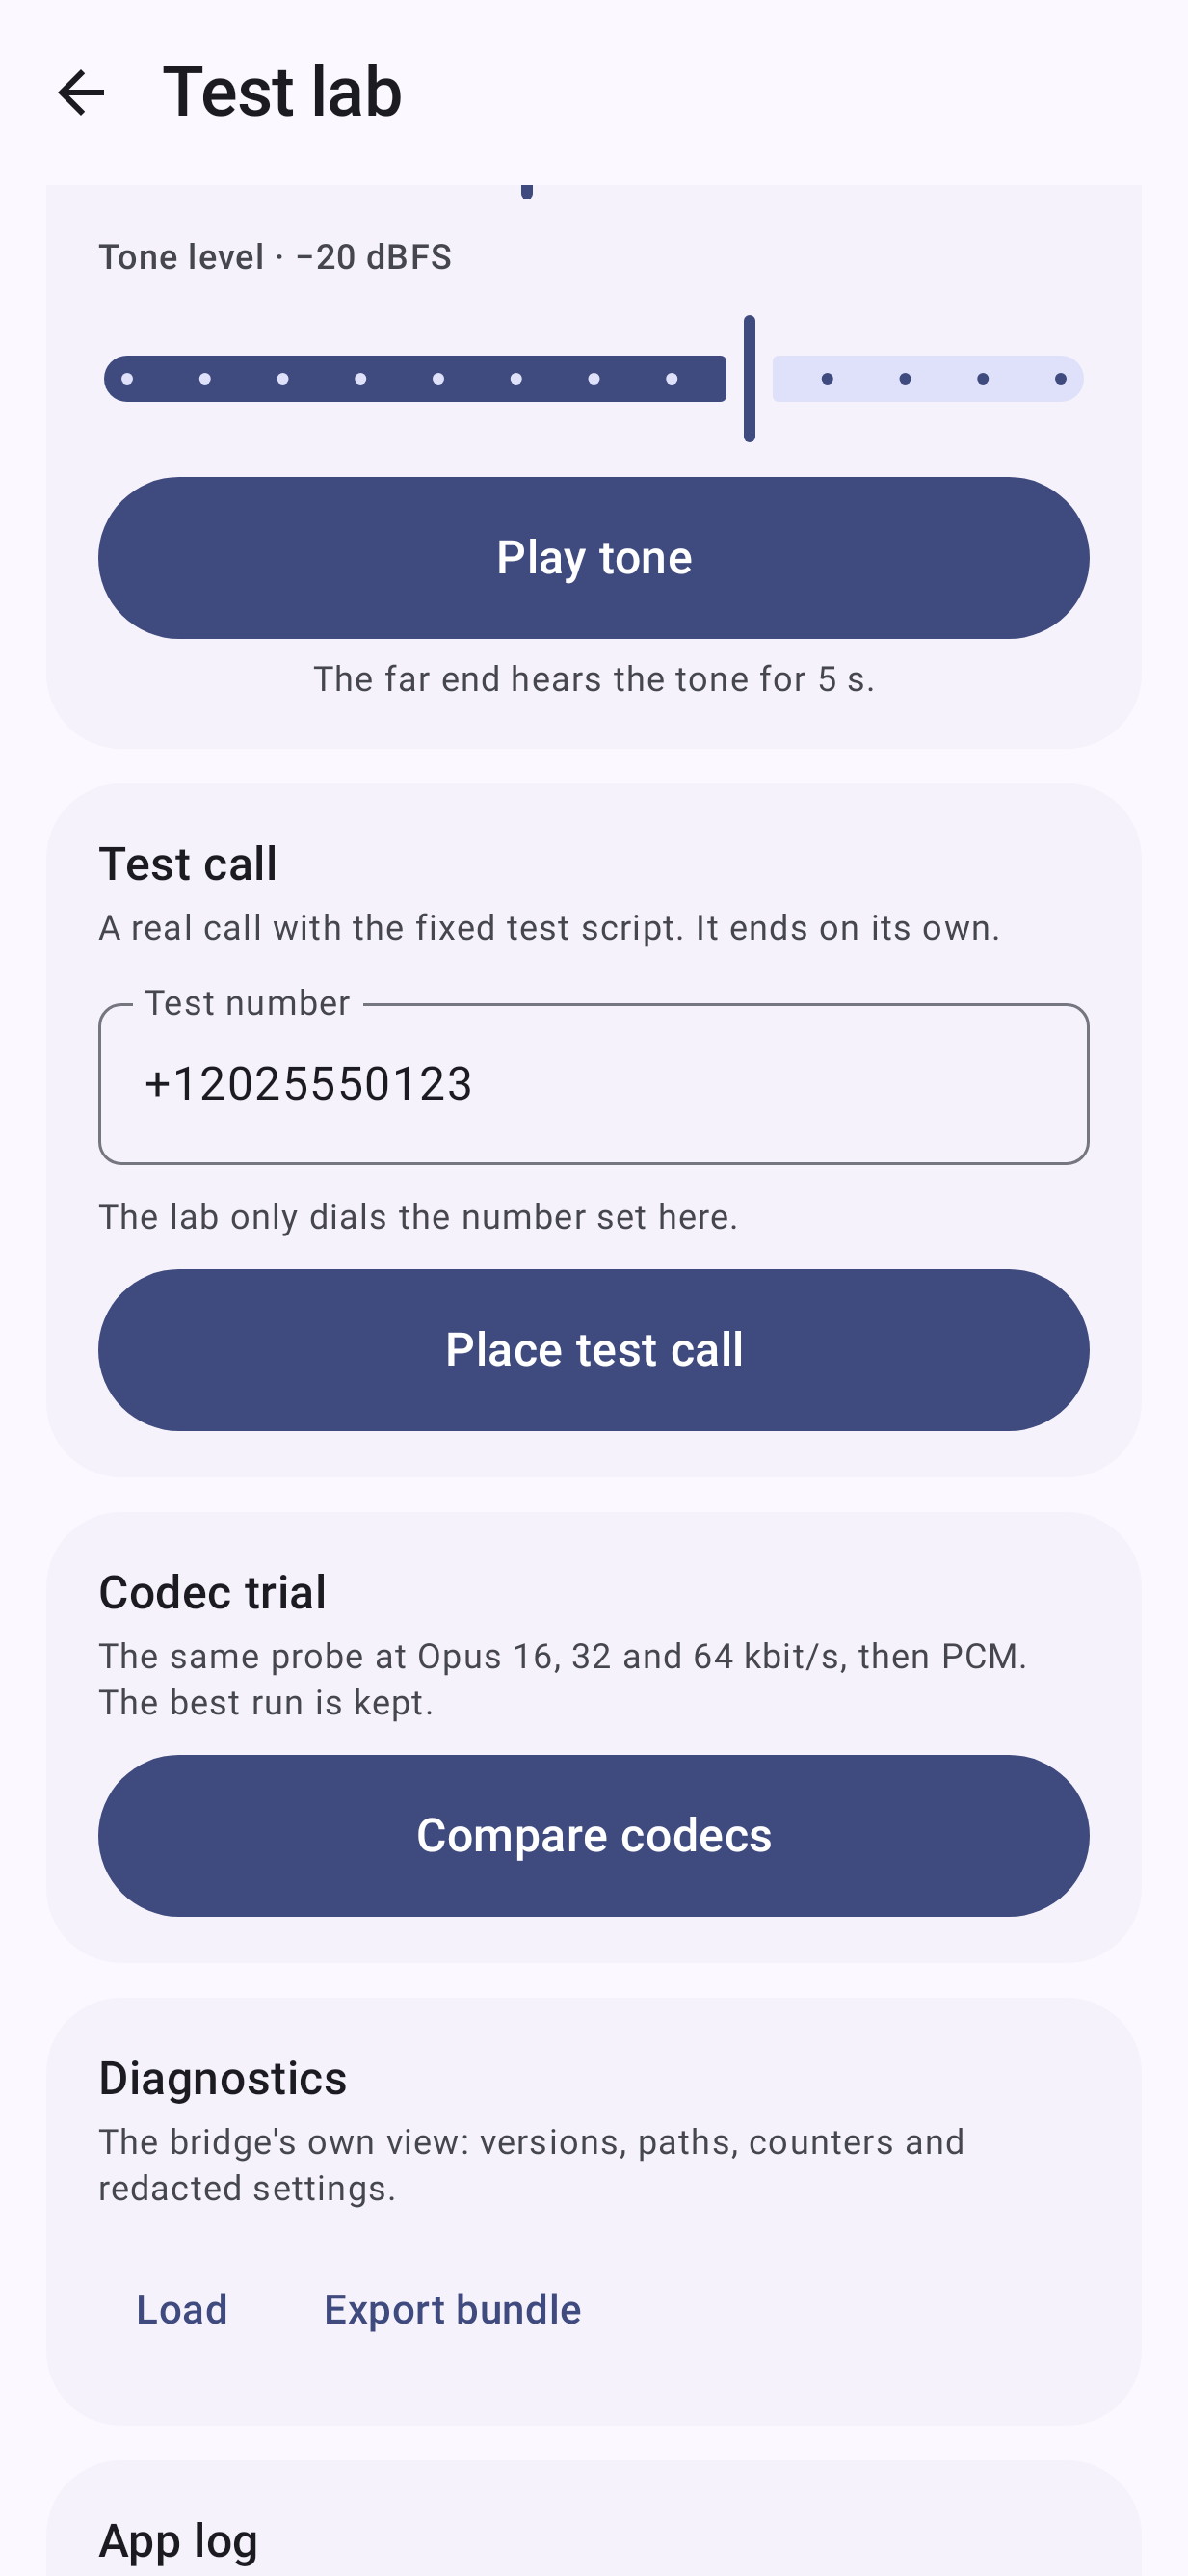 Test lab
Tone level · −20 dBFS
Play tone
The far end hears the tone for 5 s.
Test call
A real call with the fixed test script. It ends on its own.
Test number
+12025550123
The lab only dials the number set here.
Place test call
Codec trial
The same probe at Opus 16, 32 and 64 kbit/s, then PCM.
The best run is kept.
Compare codecs
Diagnostics
The bridge's own view: versions, paths, counters and
redacted settings.
Load
Export bundle
App log